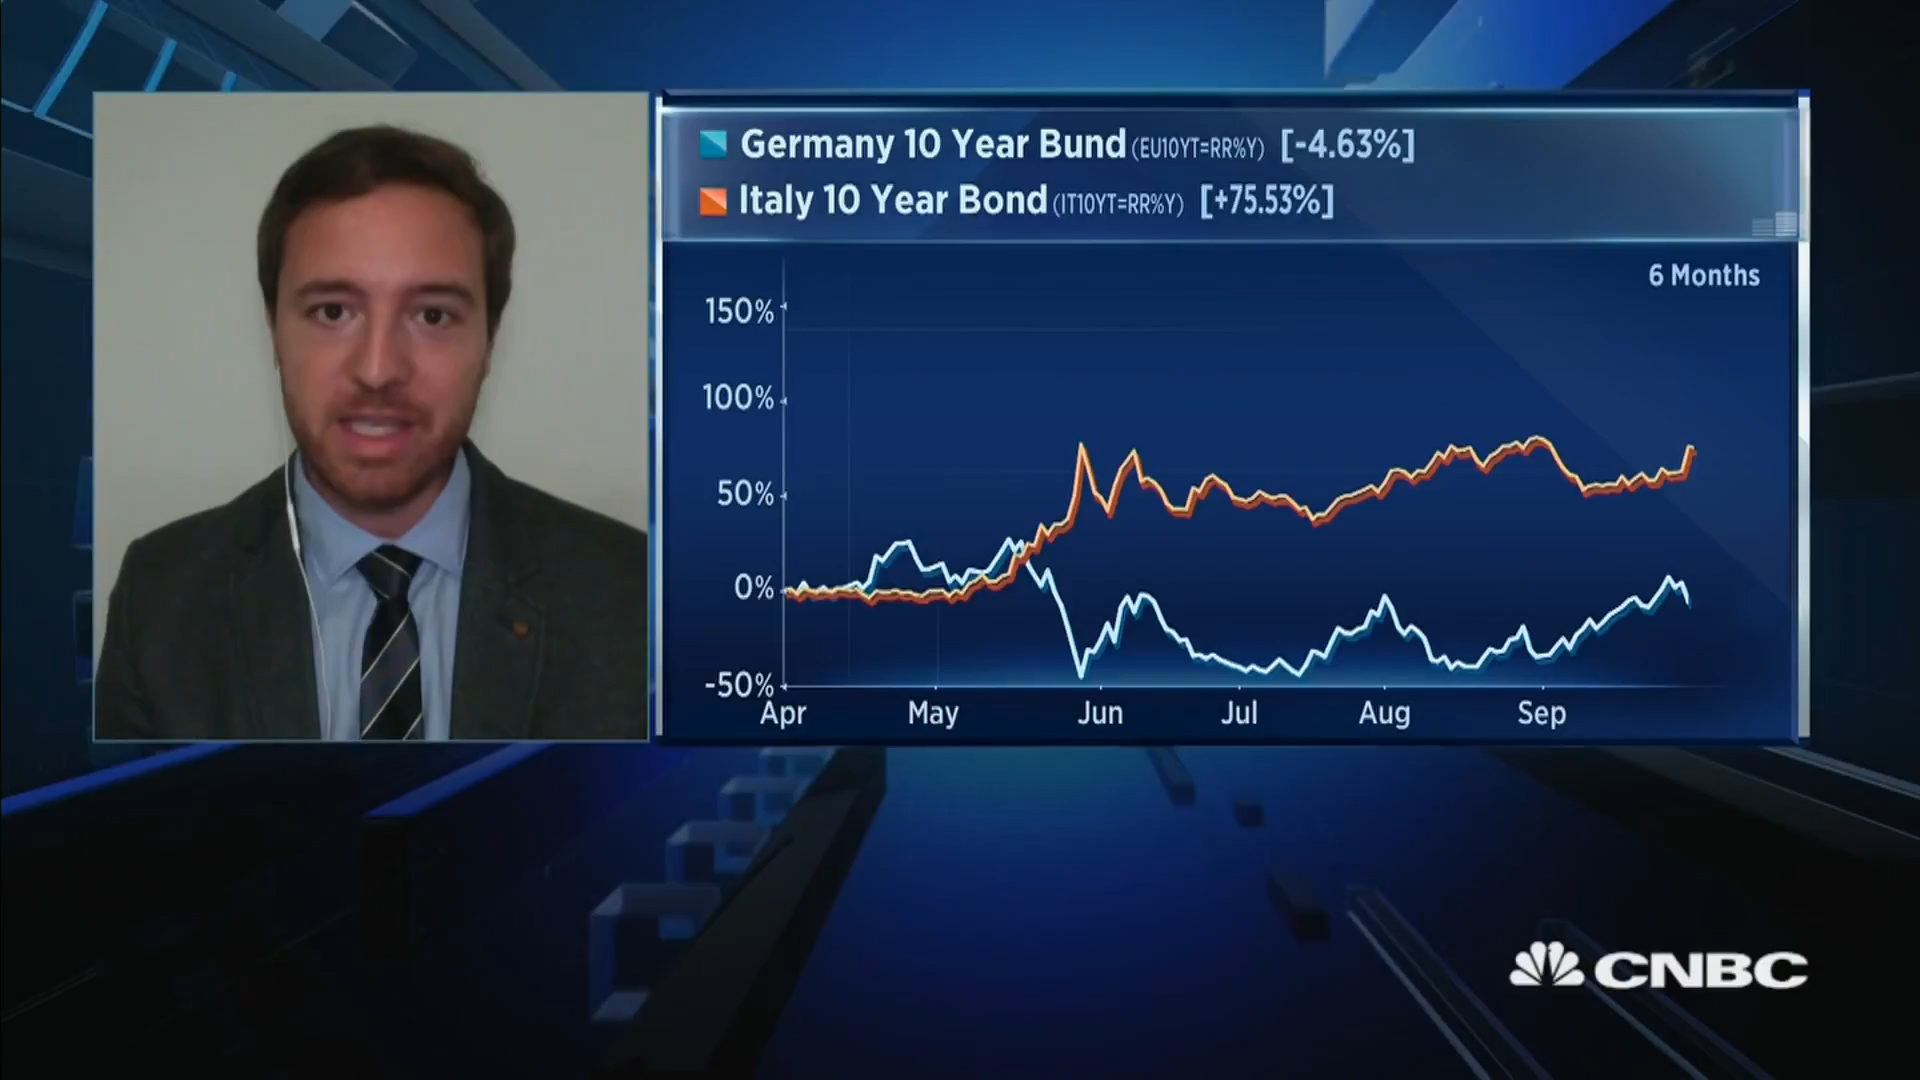 Germany 10 Year Bund (EU10YT=RR%Y) [-4.63%]
Italy 10 Year Bond (IT10YT=RR%Y) [+75.53%]
6 Months
150%
100%
50%
0%
-50%
Apr May Jun Jul Aug Sep
CNBC